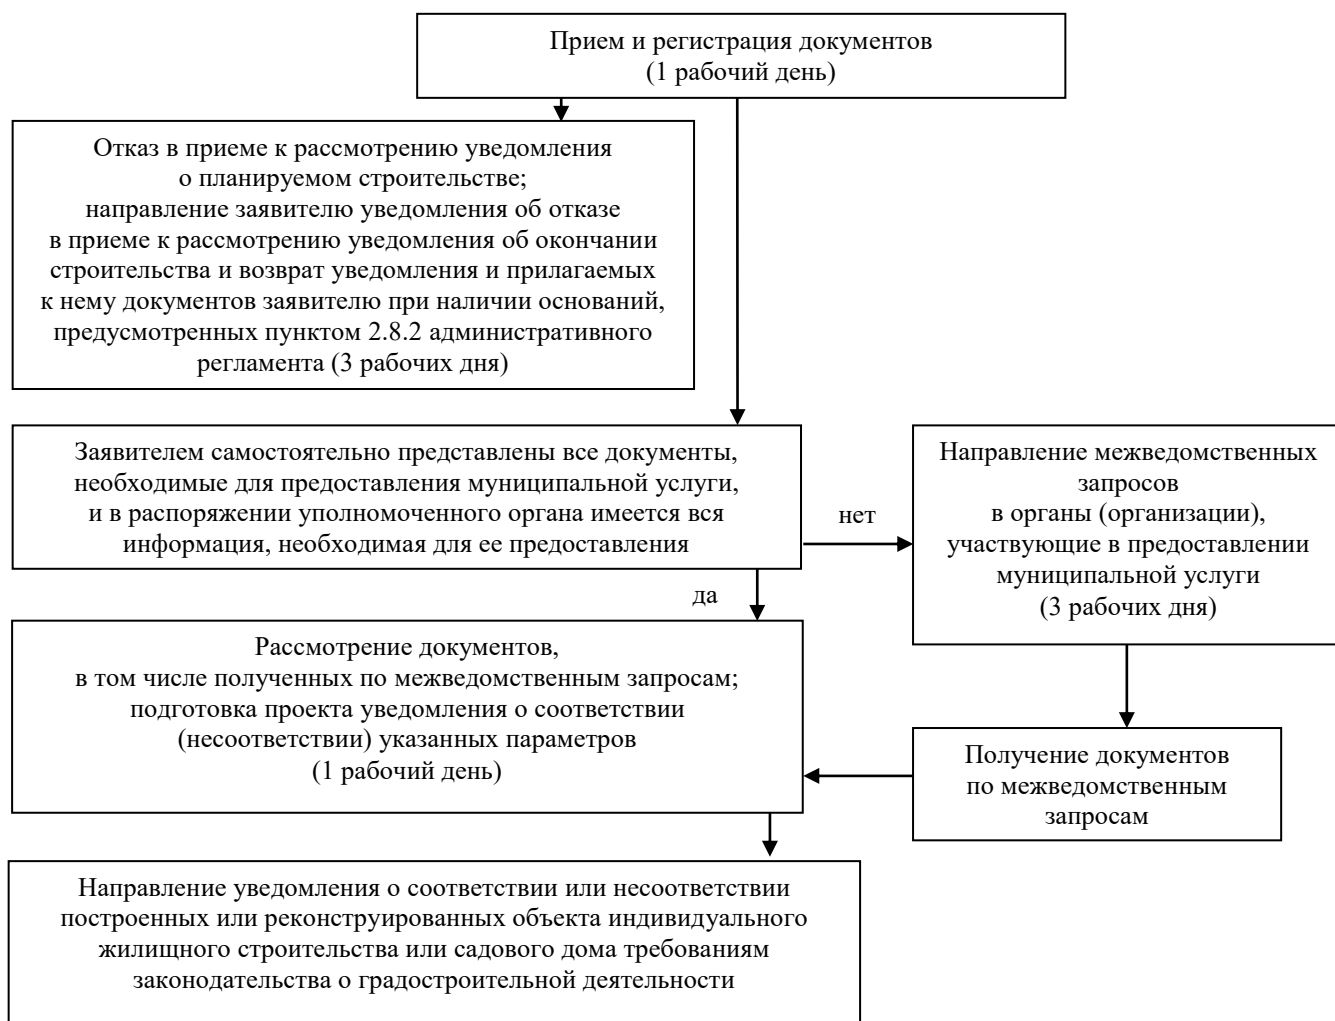 Прием и регистрация документов
(1 рабочий день)
Отказ в приеме к рассмотрению уведомления
о планируемом строительстве;
направление заявителю уведомления об отказе
в приеме к рассмотрению уведомления об окончании
строительства и возврат уведомления и прилагаемых
к нему документов заявителю при наличии оснований,
предусмотренных пунктом 2.8.2 административного
регламента (3 рабочих дня)
Заявителем самостоятельно представлены все документы,
необходимые для предоставления муниципальной услуги,
и в распоряжении уполномоченного органа имеется вся
информация, необходимая для ее предоставления
нет
Направление межведомственных
запросов
в органы (организации),
участвующие в предоставлении
муниципальной услуги
(3 рабочих дня)
да
Рассмотрение документов,
в том числе полученных по межведомственным запросам;
подготовка проекта уведомления о соответствии
(несоответствии) указанных параметров
(1 рабочий день)
Получение документов
по межведомственным
запросам
Направление уведомления о соответствии или несоответствии
построенных или реконструированных объекта индивидуального
жилищного строительства или садового дома требованиям
законодательства о градостроительной деятельности